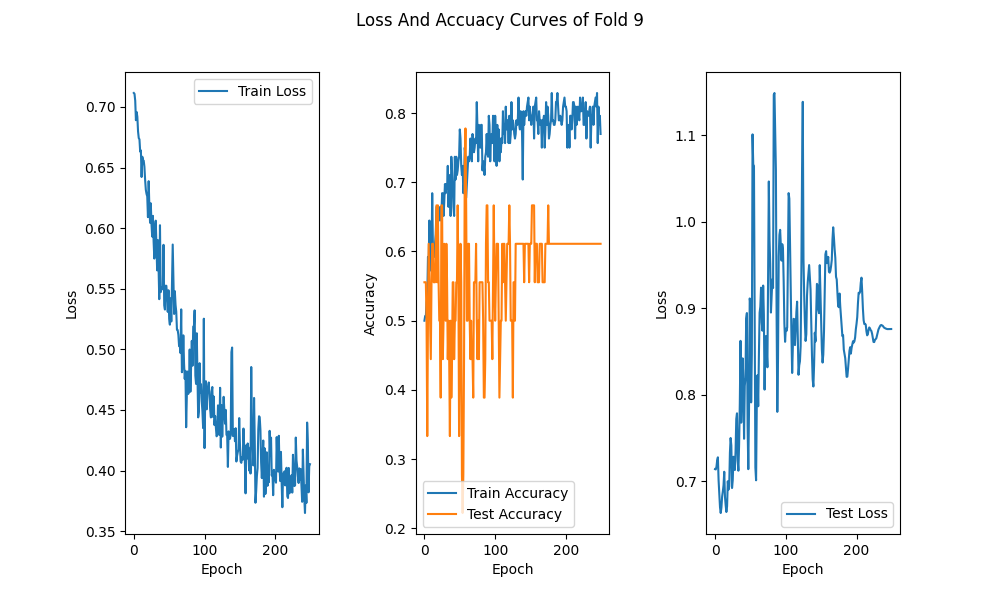 Loss And Accuacy Curves of Fold 9
Train Loss
0.70
0.65
0.60
0.55
0.50
0.45
0.40
0.35
Loss
0
100
200
Epoch
0.8
0.7
0.6
0.5
0.4
0.3
0.2
Accuracy
Train Accuracy
Test Accuracy
0
100
200
Epoch
1.1
1.0
0.9
0.8
0.7
Loss
Test Loss
0
100
200
Epoch